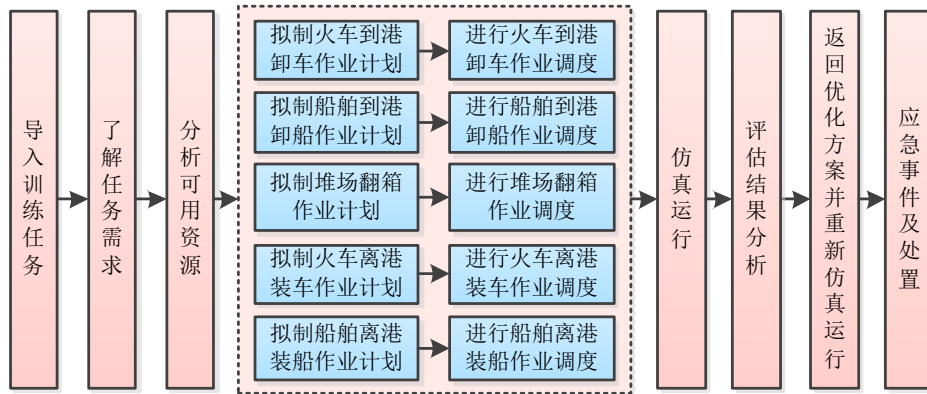 导入训练任务
了解任务需求
分析可用资源
拟制火车到港
卸车作业计划
进行火车到港
卸车作业调度
拟制船舶到港
卸船作业计划
进行船舶到港
卸船作业调度
拟制堆场翻箱
作业计划
进行堆场翻箱
作业调度
拟制火车离港
装车作业计划
进行火车离港
装车作业调度
拟制船舶离港
装船作业计划
进行船舶离港
装船作业调度
仿真运行
评估结果分析
返回优化方案并重新仿真运行
应急事件及处置